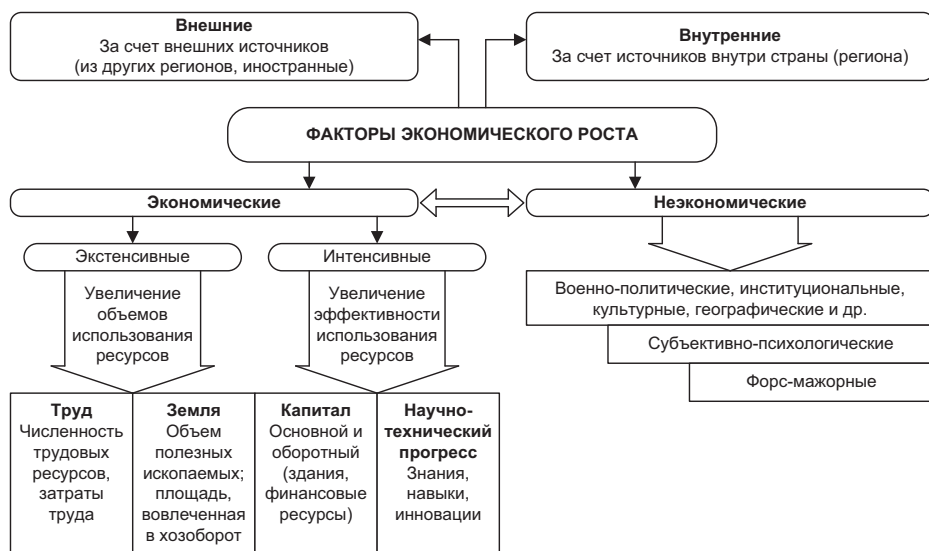 Внешние
За счет внешних источников
(из других регионов, иностранные)
Внутренние
За счет источников внутри страны (региона)
ФАКТОРЫ ЭКОНОМИЧЕСКОГО РОСТА
Экономические
Неэкономические
Экстенсивные
Интенсивные
Увеличение
объемов
использования
ресурсов
Увеличение
эффективности
использования
ресурсов
Военно-политические, институциональные,
культурные, географические и др.
Субъективно-психологические
Форс-мажорные
Труд
Численность
трудовых
ресурсов,
затраты
труда
Земля
Объем
полезных
ископаемых;
площадь,
вовлеченная
в хозоборот
Капитал
Основной и
оборотный
(здания,
финансовые
ресурсы)
Научно-
технический
прогресс
Знания,
навыки,
инновации